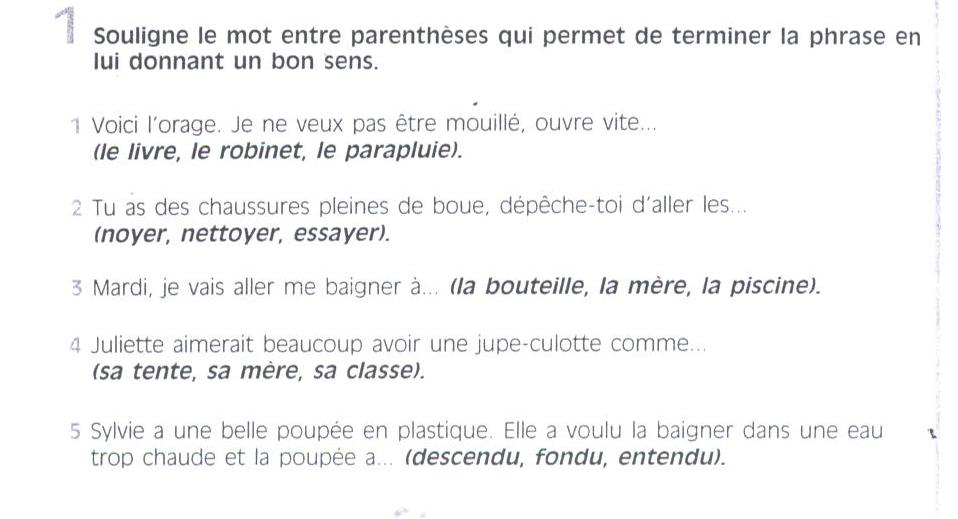 1 Souligne le mot entre parenthèses qui permet de terminer la phrase en
lui donnant un bon sens.
1 Voici l'orage. Je ne veux pas être mouillé, ouvre vite...
(le livre, le robinet, le parapluie).
2 Tu as des chaussures pleines de boue, dépêche-toi d'aller les...
(noyer, nettoyer, essayer).
3 Mardi, je vais aller me baigner à... (la bouteille, la mère, la piscine).
4 Juliette aimerait beaucoup avoir une jupe-culotte comme...
(sa tente, sa mère, sa classe).
5 Sylvie a une belle poupée en plastique. Elle a voulu la baigner dans une eau
trop chaude et la poupée a... (descendu, fondu, entendu).